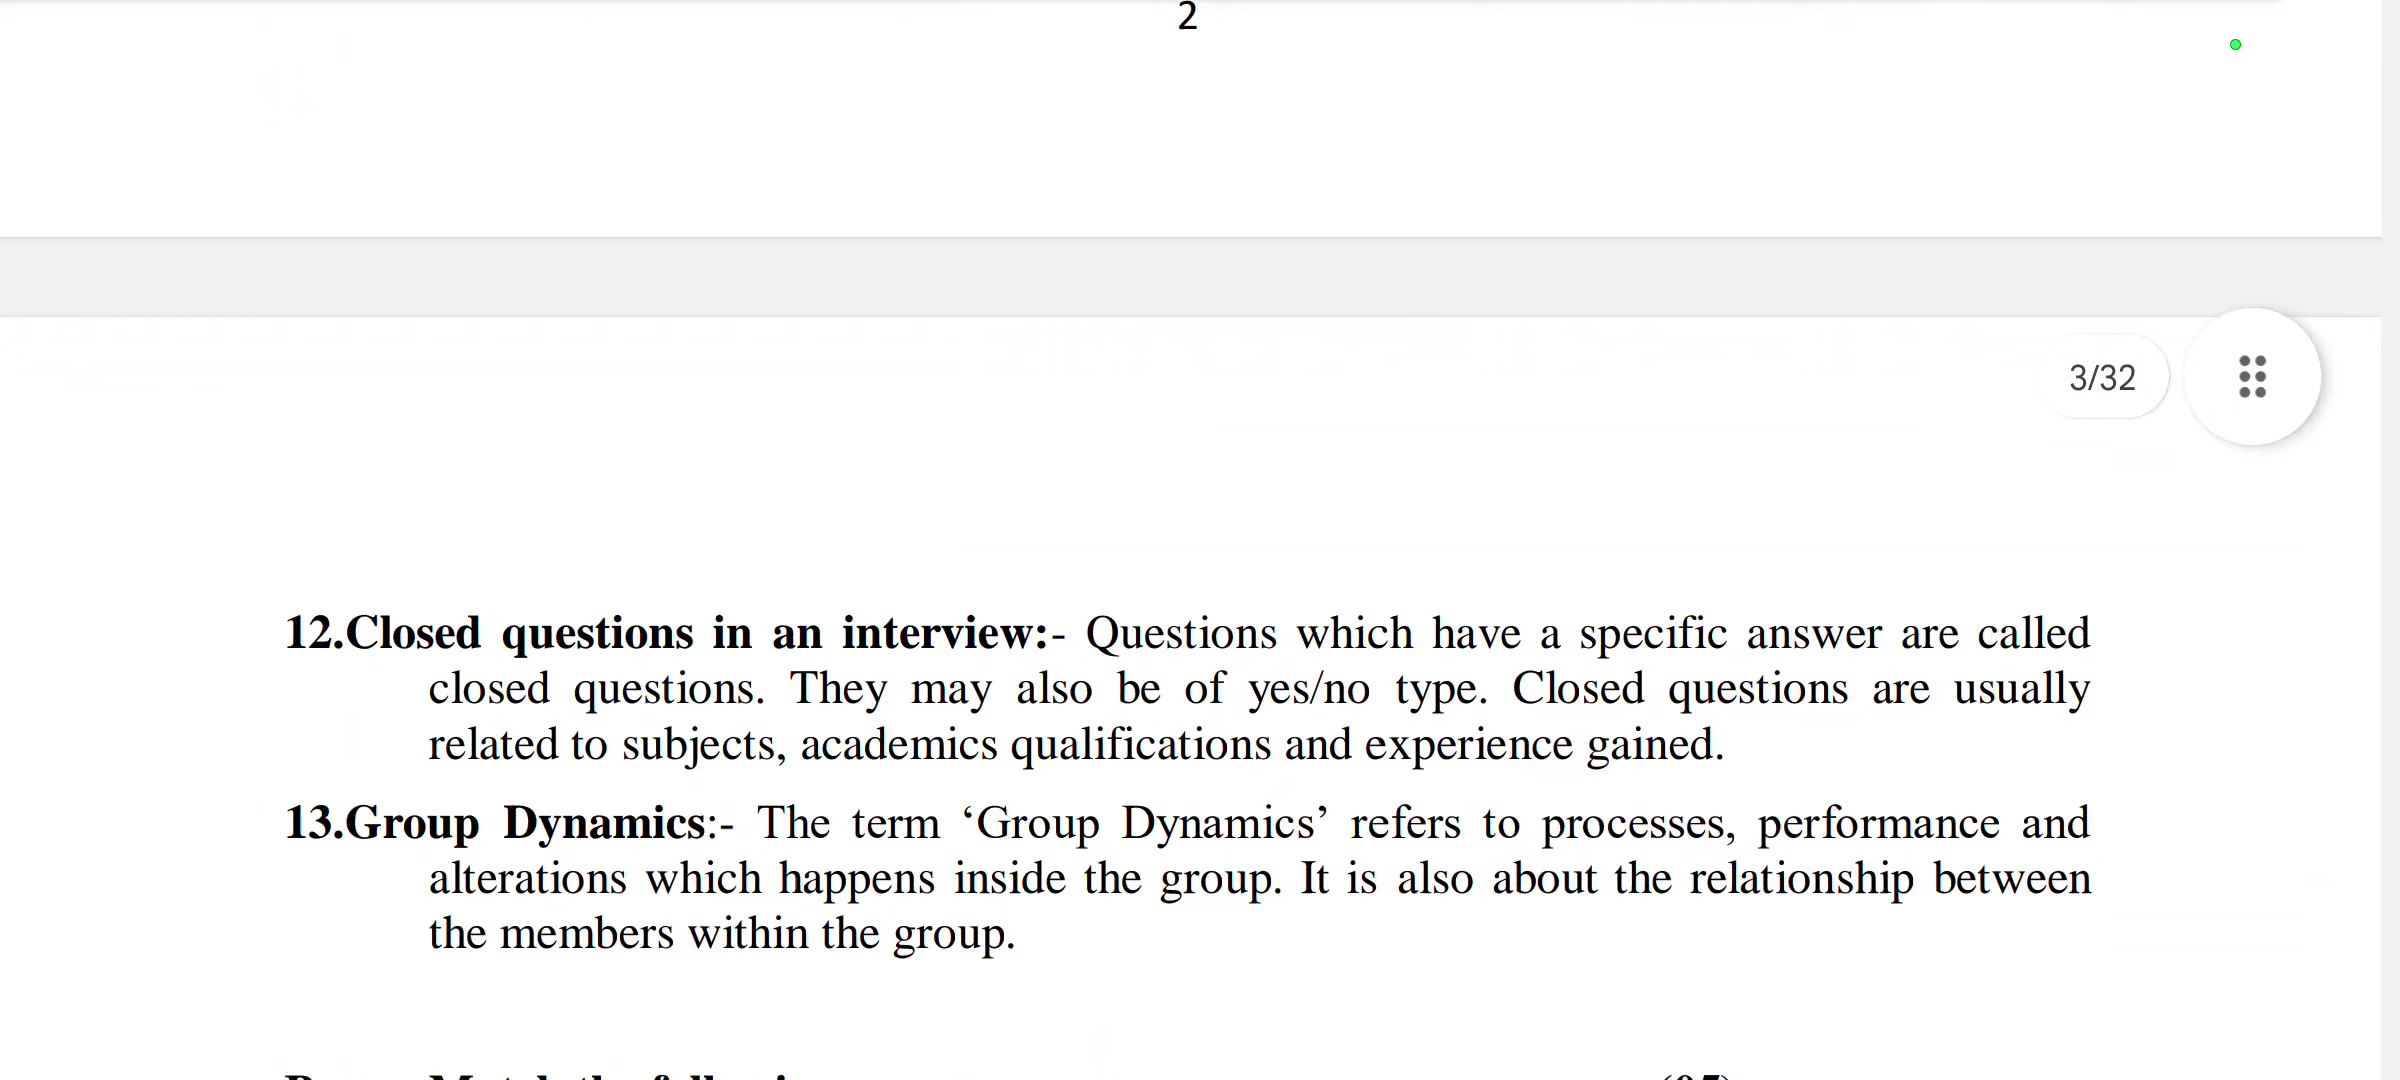 2
3/32
12.Closed questions in an interview:- Questions which have a specific answer are called
closed questions. They may also be of yes/no type. Closed questions are usually
related to subjects, academics qualifications and experience gained.
13.Group Dynamics:- The term ‘Group Dynamics’ refers to processes, performance and
alterations which happens inside the group. It is also about the relationship between
the members within the group.